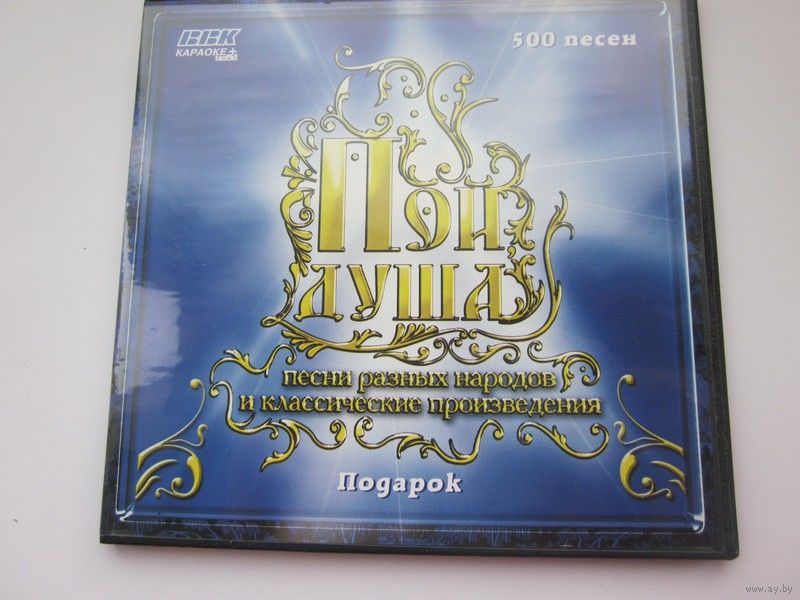 BBK
КАРАОКЕ+
500 песен
Пой,
душа
песни разных народов
и классические произведения
Подарок
www.ay.by